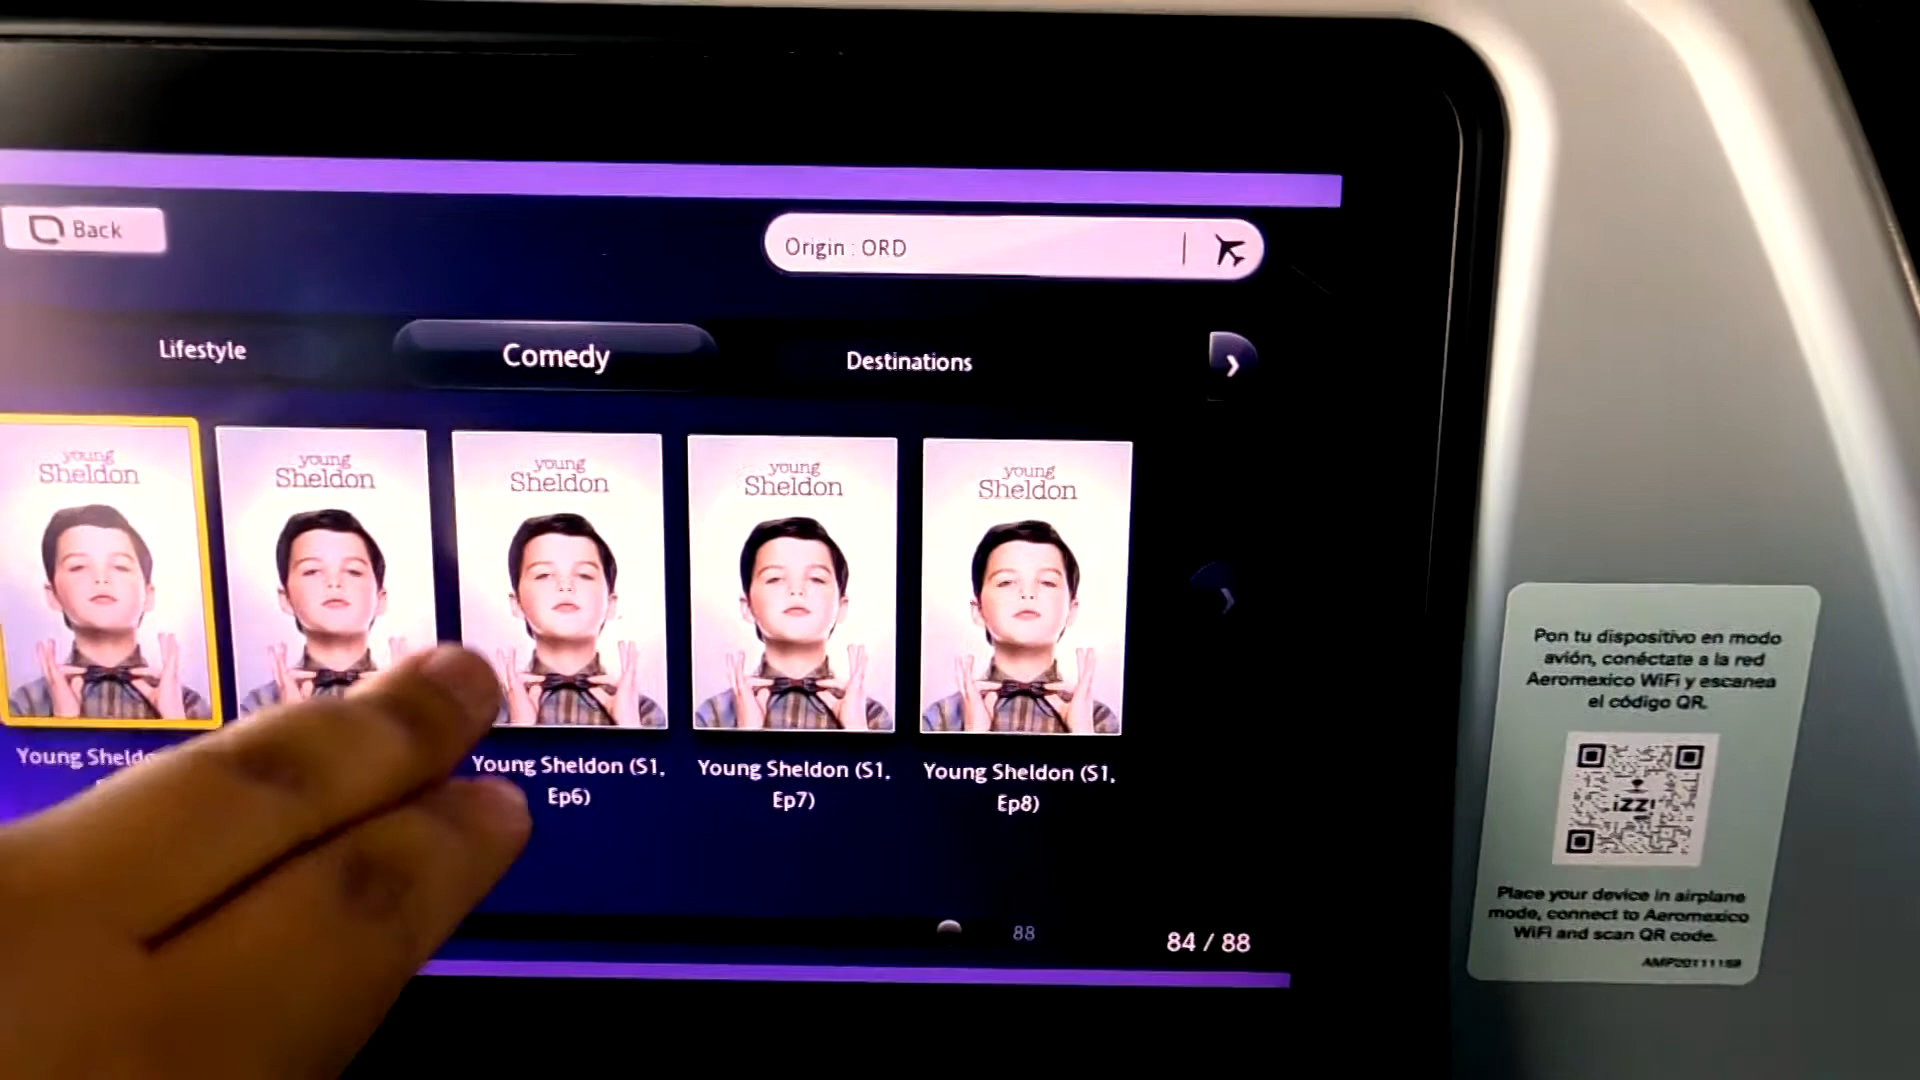 Back
Origin : ORD
Lifestyle
Comedy
Destinations
young
Sheldon
young
Sheldon
young
Sheldon
young
Sheldon
young
Sheldon
Young
Young Sheldon (S1,
Ep6)
Young Sheldon (S1,
Ep7)
Young Sheldon (S1,
Ep8)
88
84 / 88
Pon tu dispositivo en modo
avión, conéctate a la red
Aeromexico WiFi y escanea
el código QR.
izzi
Place your device in airplane
mode, connect to Aeromexico
WiFi and scan QR code.